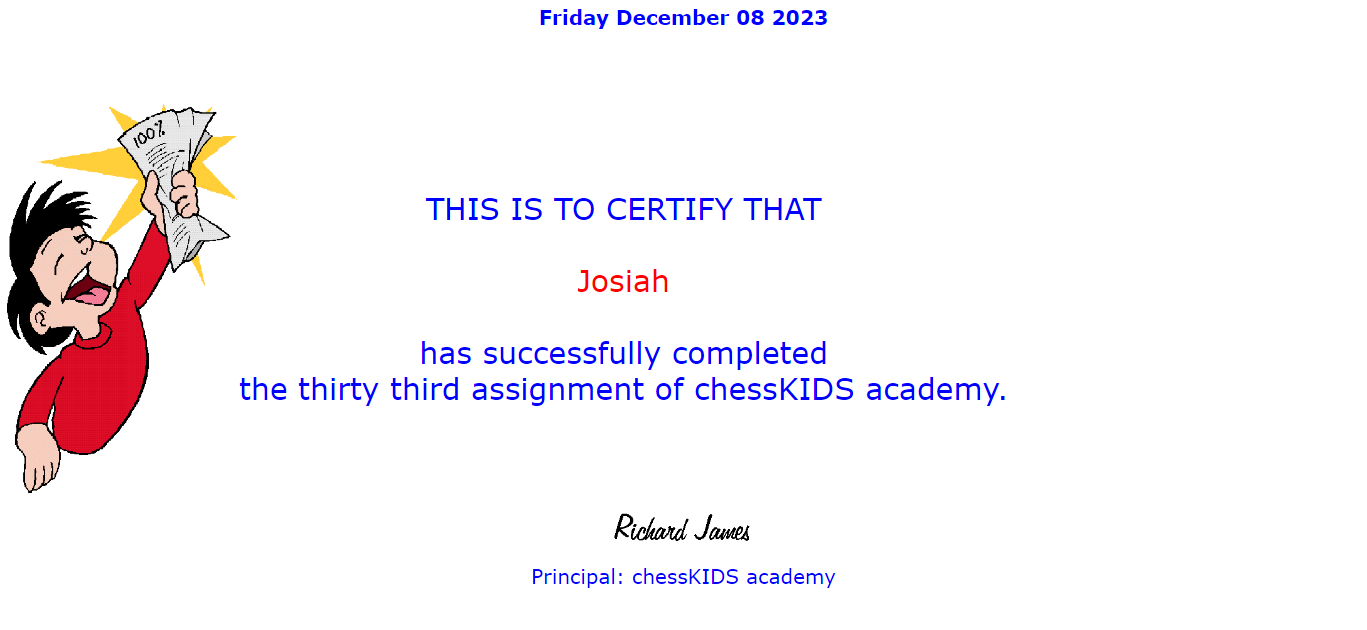 Friday December 08 2023
100%
THIS IS TO CERTIFY THAT
Josiah
has successfully completed
the thirty third assignment of chessKIDS academy.
Richard James
Principal: chessKIDS academy